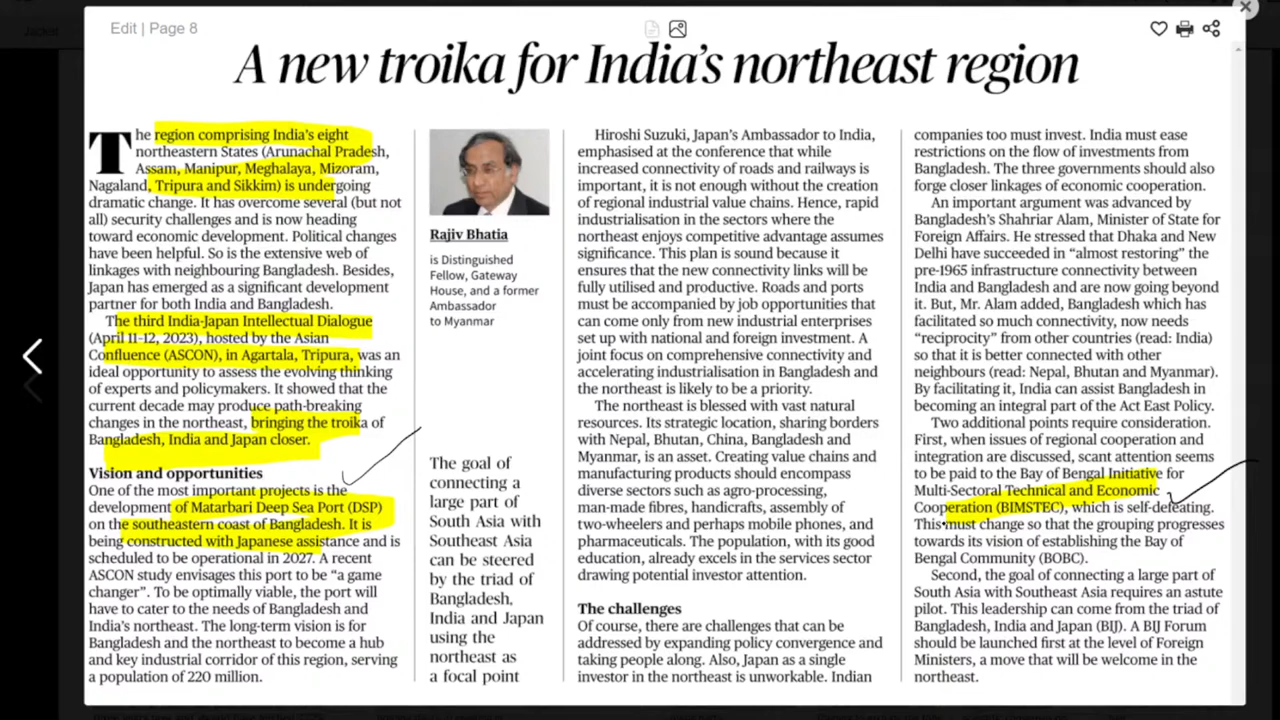 Edit | Page 8
A new troika for India's northeast region
The region comprising India's eight
northeastern States (Arunachal Pradesh,
Assam, Manipur, Meghalaya, Mizoram,
Nagaland, Tripura and Sikkim) is undergoing
dramatic change. It has overcome several (but not
all) security challenges and is now heading
toward economic development. Political changes
have been helpful. So is the extensive web of
linkages with neighbouring Bangladesh. Besides,
Japan has emerged as a significant development
partner for both India and Bangladesh.
The third India-Japan Intellectual Dialogue
(April 11-12, 2023), hosted by the Asian
Confluence (ASCON), in Agartala, Tripura, was an
ideal opportunity to assess the evolving thinking
of experts and policymakers. It showed that the
current decade may produce path-breaking
changes in the northeast, bringing the troika of
Bangladesh, India and Japan closer.
Vision and opportunities
One of the most important projects is the
development of Matarbari Deep Sea Port (DSP)
on the southeastern coast of Bangladesh. It is
being constructed with Japanese assistance and is
scheduled to be operational in 2027. A recent
ASCON study envisages this port to be "a game
changer". To be optimally viable, the port will
have to cater to the needs of Bangladesh and
India's northeast. The long-term vision is for
Bangladesh and the northeast to become a hub
and key industrial corridor of this region, serving
a population of 220 million.
Rajiv Bhatia
is Distinguished
Fellow, Gateway
House, and a former
Ambassador
to Myanmar
The goal of
connecting a
large part of
South Asia with
Southeast Asia
can be steered
by the triad of
Bangladesh,
India and Japan
using the
northeast as
a focal point
Hiroshi Suzuki, Japan's Ambassador to India,
emphasised at the conference that while
increased connectivity of roads and railways is
important, it is not enough without the creation
of regional industrial value chains. Hence, rapid
industrialisation in the sectors where the
northeast enjoys competitive advantage assumes
significance. This plan is sound because it
ensures that the new connectivity links will be
fully utilised and productive. Roads and ports
must be accompanied by job opportunities that
can come only from new industrial enterprises
set up with national and foreign investment. A
joint focus on comprehensive connectivity and
accelerating industrialisation in Bangladesh and
the northeast is likely to be a priority.
The northeast is blessed with vast natural
resources. Its strategic location, sharing borders
with Nepal, Bhutan, China, Bangladesh and
Myanmar, is an asset. Creating value chains and
manufacturing products should encompass
diverse sectors such as agro-processing,
man-made fibres, handicrafts, assembly of
two-wheelers and perhaps mobile phones, and
pharmaceuticals. The population, with its good
education, already excels in the services sector
drawing potential investor attention.
The challenges
Of course, there are challenges that can be
addressed by expanding policy convergence and
taking people along. Also, Japan as a single
investor in the northeast is unworkable. Indian
companies too must invest. India must ease
restrictions on the flow of investments from
Bangladesh. The three governments should also
forge closer linkages of economic cooperation.
An important argument was advanced by
Bangladesh's Shahriar Alam, Minister of State for
Foreign Affairs. He stressed that Dhaka and New
Delhi have succeeded in "almost restoring" the
pre-1965 infrastructure connectivity between
India and Bangladesh and are now going beyond
it. But, Mr. Alam added, Bangladesh which has
facilitated so much connectivity, now needs
"reciprocity" from other countries (read: India)
so that it is better connected with other
neighbours (read: Nepal, Bhutan and Myanmar).
By facilitating it, India can assist Bangladesh in
becoming an integral part of the Act East Policy.
Two additional points require consideration.
First, when issues of regional cooperation and
integration are discussed, scant attention seems
to be paid to the Bay of Bengal Initiative for
Multi-Sectoral Technical and Economic
Cooperation (BIMSTEC), which is self-defeating.
This must change so that the grouping progresses
towards its vision of establishing the Bay of
Bengal Community (BOBC).
Second, the goal of connecting a large part of
South Asia with Southeast Asia requires an astute
pilot. This leadership can come from the triad of
Bangladesh, India and Japan (BIJ). A BIJ Forum
should be launched first at the level of Foreign
Ministers, a move that will be welcome in the
northeast.